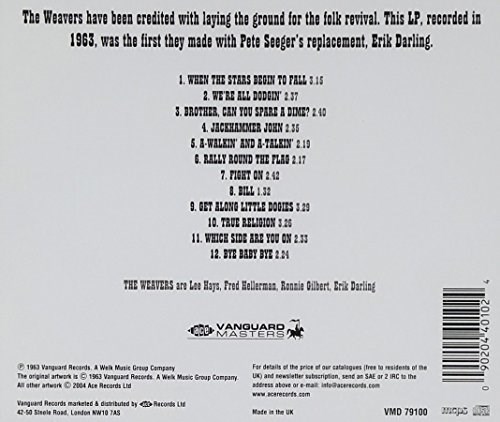 The Weavers have been credited with laying the ground for the folk revival. This LP, recorded in
1963, was the first they made with Pete Seeger's replacement, Erik Darling.
1. WHEN THE STARS BEGIN TO FALL 3.15
2. WE'RE ALL DODGIN' 2.37
3. BROTHER, CAN YOU SPARE A DIME? 2.40
4. JACKHAMMER JOHN 2.35
5. A-WALKIN' AND A-TALKIN' 2.19
6. RALLY ROUND THE FLAG 2.17
7. FIGHT ON 2.42
8. BILL 1.32
9. GET ALONG LITTLE DOGIES 3.29
10. TRUE RELIGION 3.26
11. WHICH SIDE ARE YOU ON 2.33
12. BYE BABY BYE 2.24
THE WEAVERS are Lee Hays, Fred Hellerman, Ronnie Gilbert, Erik Darling
ace VANGUARD
MASTERS
℗ 1963 Vanguard Records. A Welk Music Group Company
The original artwork is © 1963 Vanguard Records. A Welk Music Group Company
All other artwork © 2004 Ace Records Ltd
Vanguard Records marketed & distributed by ace Records Ltd
42-50 Steele Road, London NW10 7AS
For details of the price of our catalogues (free to residents of the
UK) and newsletter subscription, send an SAE or 2 IRC to the
address above or e-mail info@acerecords.com
www.acerecords.com
Made in the UK
VMD 79100
mcps
0 90204 40102 4